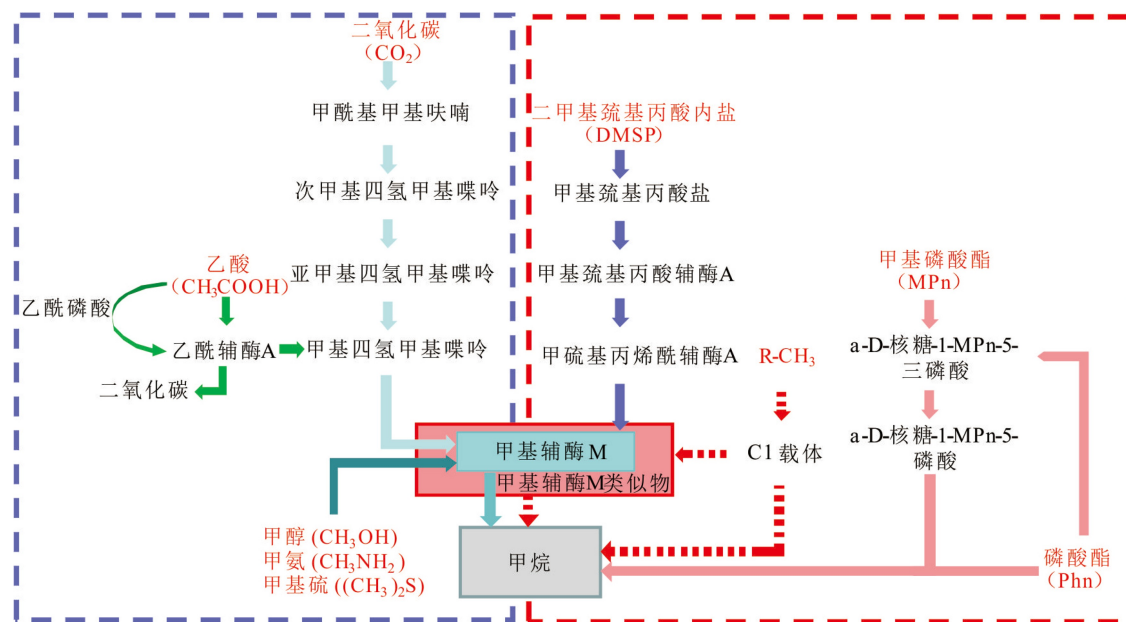 二氧化碳
(CO₂)
甲酰基甲基呋喃
次甲基四氢甲基喋呤
亚甲基四氢甲基喋呤
乙酸
(CH₃COOH)
乙酰磷酸
乙酰辅酶A
甲基四氢甲基喋呤
二氧化碳
二甲基巯基丙酸内盐
(DMSP)
甲基巯基丙酸盐
甲基巯基丙酸辅酶A
甲硫基丙烯酰辅酶A
R-CH₃
C1载体
甲基磷酸酯
(MPn)
a-D-核糖-1-MPn-5-
三磷酸
a-D-核糖-1-MPn-5-
磷酸
甲基辅酶M
甲基辅酶M类似物
甲醇(CH₃OH)
甲氨(CH₃NH₂)
甲基硫((CH₃)₂S)
甲烷
磷酸酯
(Phn)